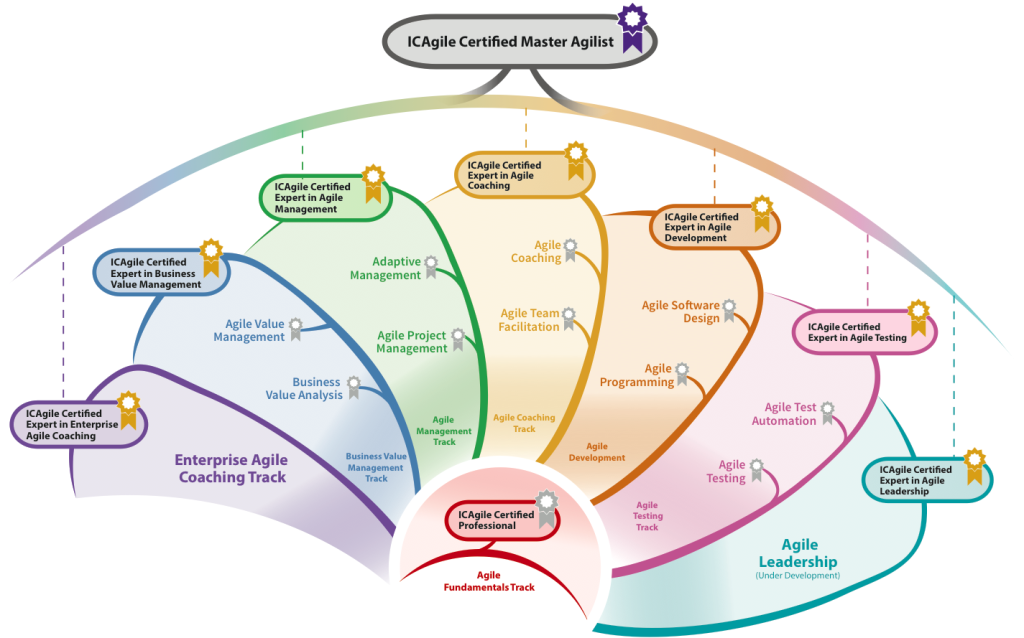 ICAgile Certified Master Agilist
ICAgile Certified
Expert in Agile
Coaching
ICAgile Certified
Expert in Agile
Management
ICAgile Certified
Expert in Agile
Development
ICAgile Certified
Expert in Business
Value Management
ICAgile Certified
Expert in Agile Testing
ICAgile Certified
Expert in Enterprise
Agile Coaching
ICAgile Certified
Expert in Agile
Leadership
Adaptive
Management
Agile Project
Management
Agile
Management
Track
Agile
Coaching
Agile Team
Facilitation
Agile Coaching
Track
Agile Software
Design
Agile
Programming
Agile
Development
Agile Value
Management
Business
Value Analysis
Business Value
Management
Track
Agile Test
Automation
Agile
Testing
Agile
Testing
Track
Enterprise Agile
Coaching Track
Agile
Leadership
(Under Development)
ICAgile Certified
Professional
Agile
Fundamentals Track